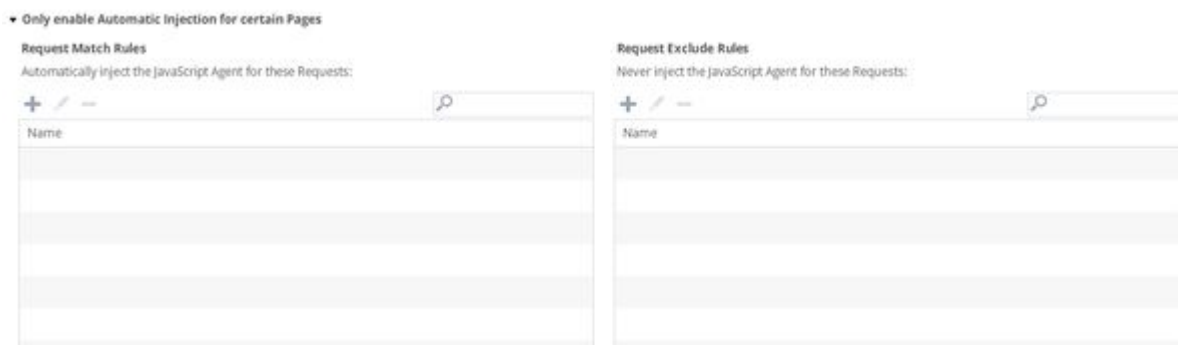 Only enable Automatic Injection for certain Pages
Request Match Rules
Automatically inject the JavaScript Agent for these Requests:
Name
Request Exclude Rules
Never inject the JavaScript Agent for these Requests:
Name